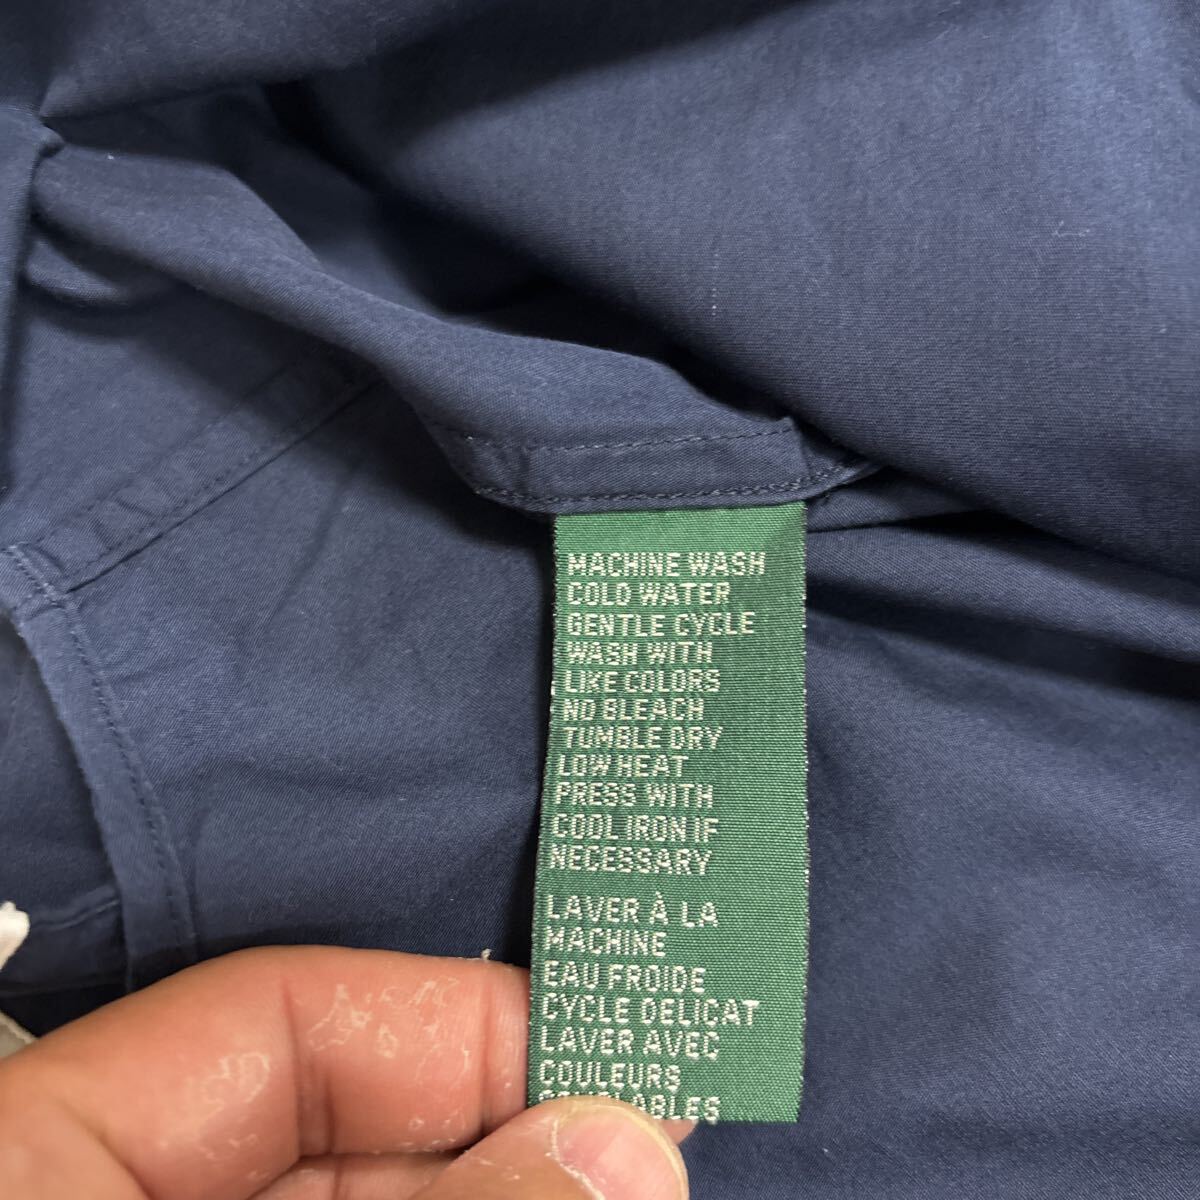 MACHINE WASH
COLD WATER
GENTLE CYCLE
WASH WITH
LIKE COLORS
NO BLEACH
TUMBLE DRY
LOW HEAT
PRESS WITH
COOL IRON IF
NECESSARY
LAVER À LA
MACHINE
EAU FROIDE
CYCLE DELICAT
LAVER AVEC
COULEURS